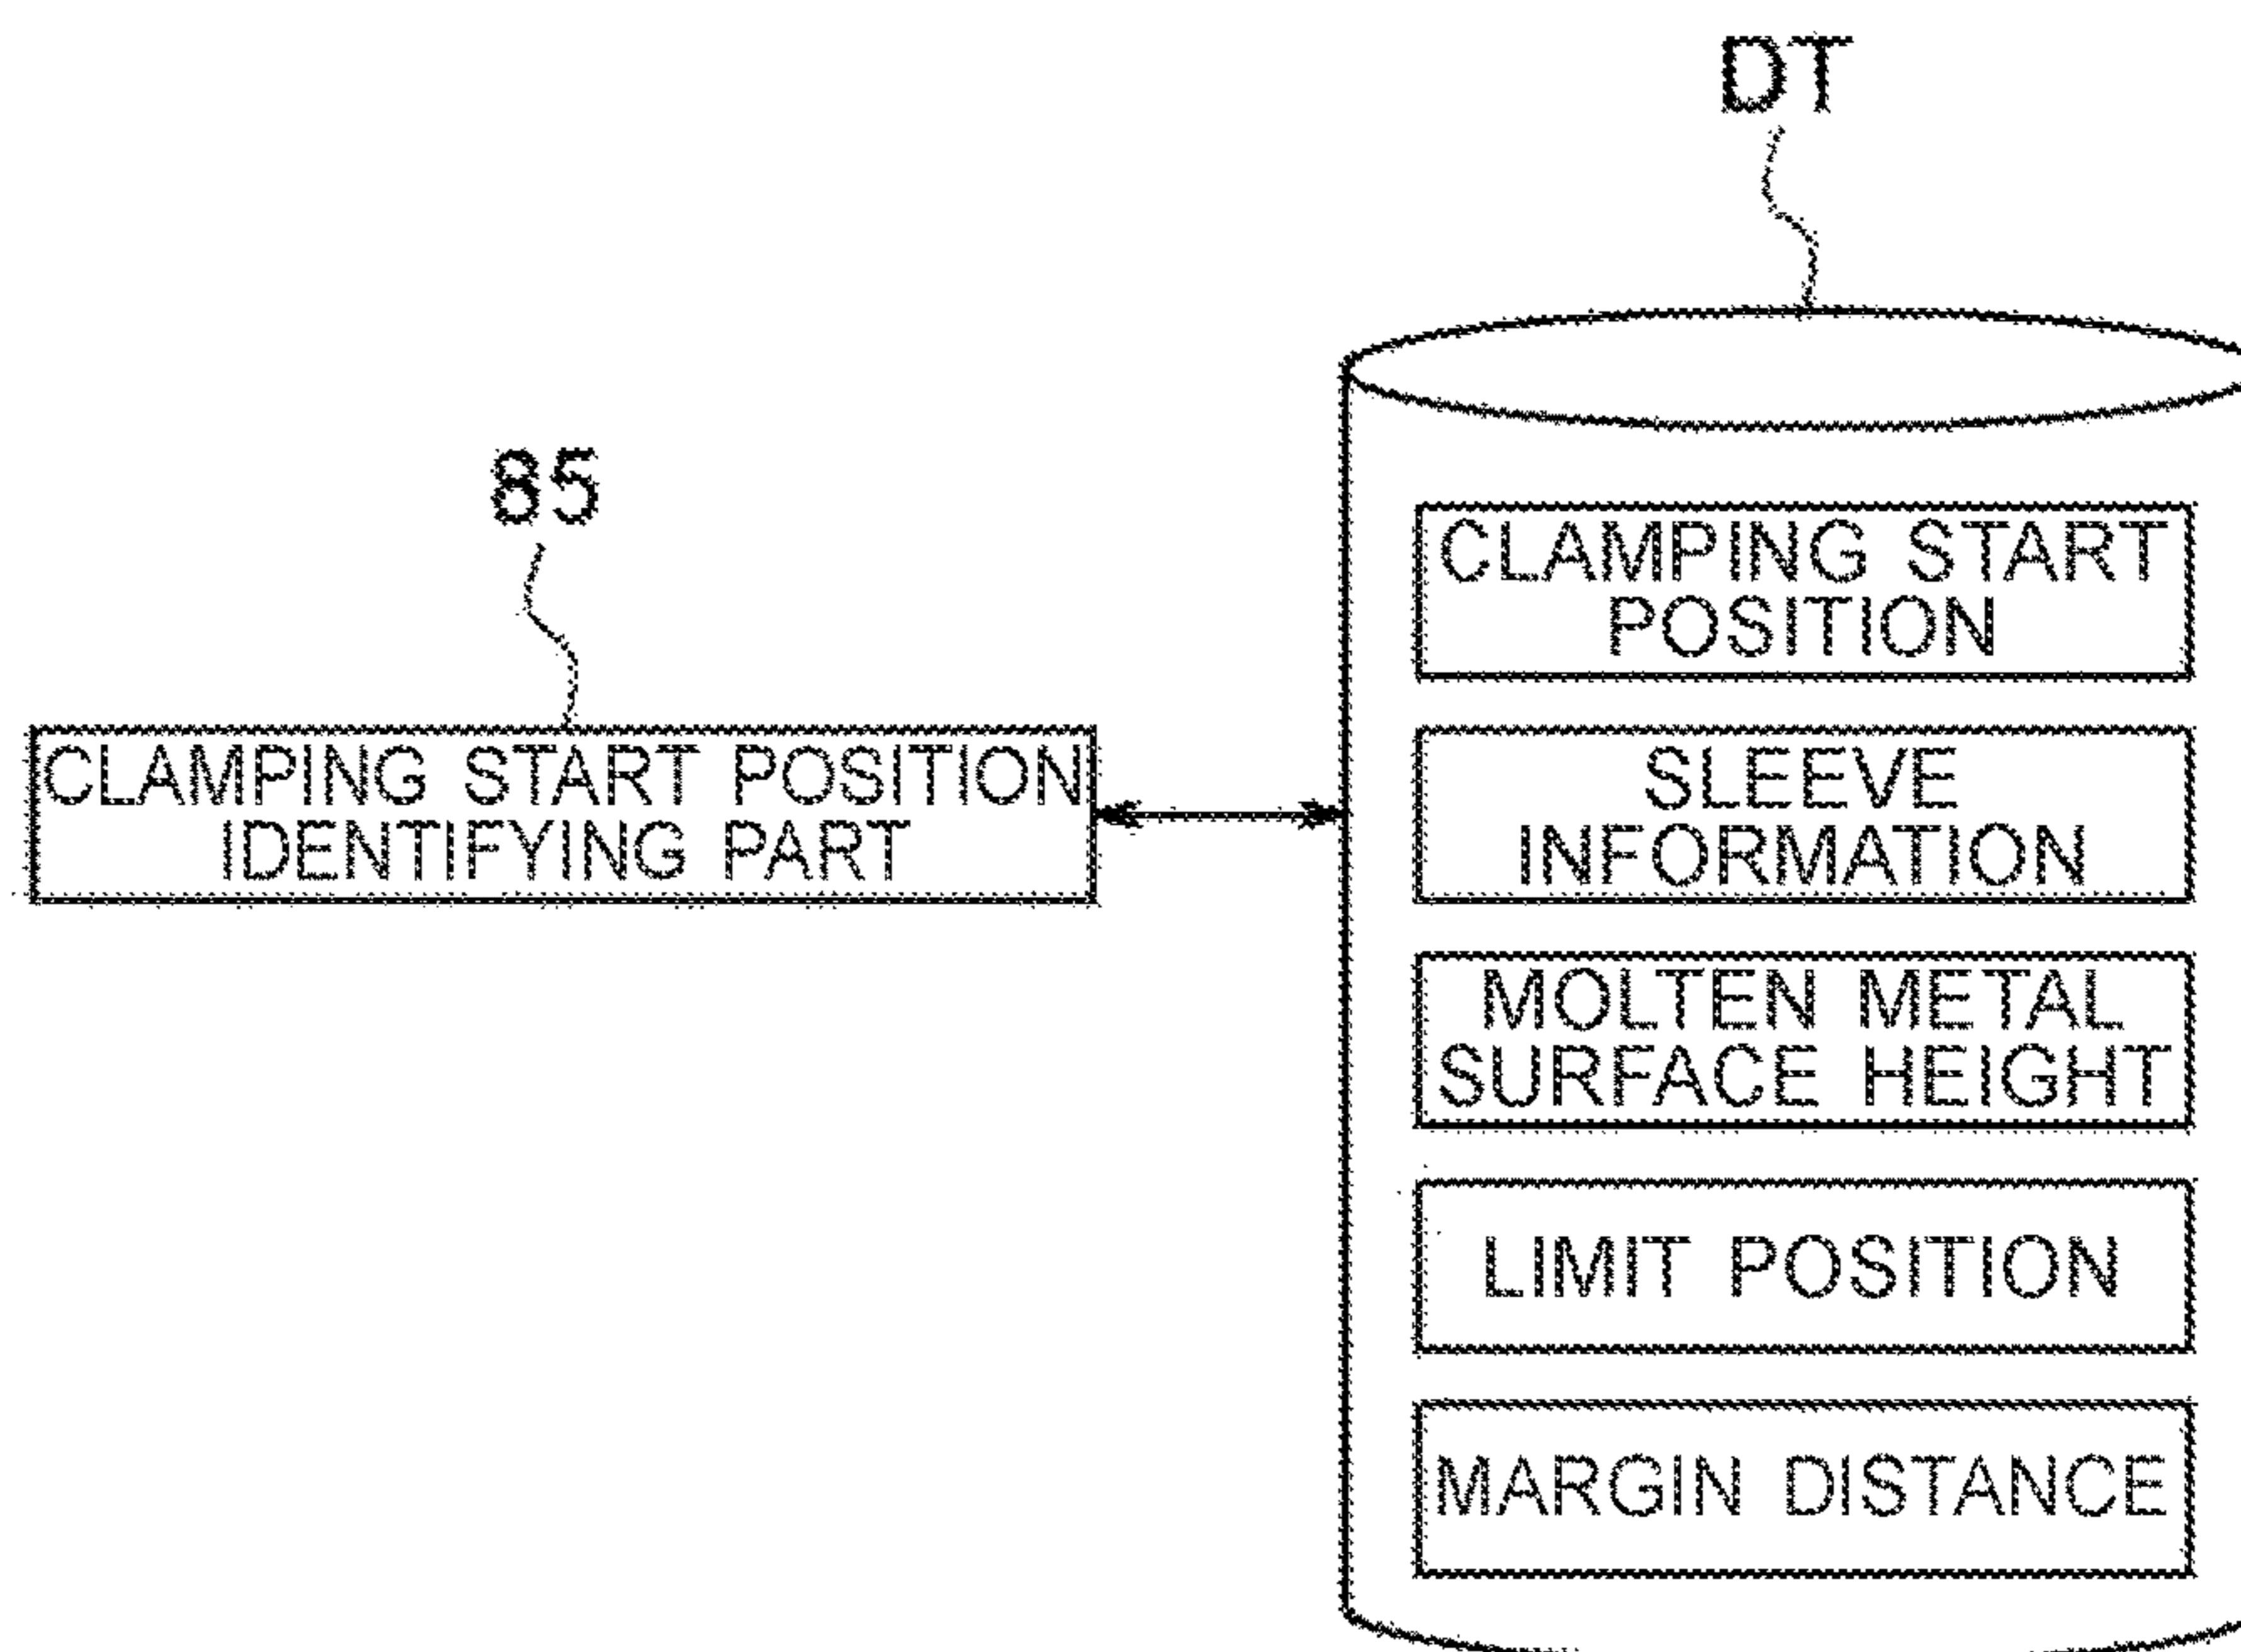 DT
85
CLAMPING START POSITION
IDENTIFYING PART
CLAMPING START
POSITION
SLEEVE
INFORMATION
MOLTEN METAL
SURFACE HEIGHT
LIMIT POSITION
MARGIN DISTANCE